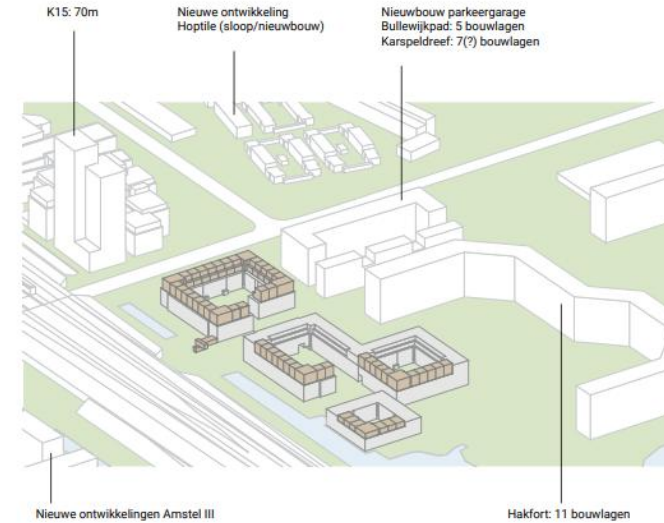 K15: 70m
Nieuwe ontwikkeling
Hoptile (sloop/nieuwbouw)
Nieuwbouw parkeergarage
Bullewijkpad: 5 bouwlagen
Karspeldreef: 7(?) bouwlagen
Nieuwe ontwikkelingen Amstel III
Hakfort: 11 bouwlagen